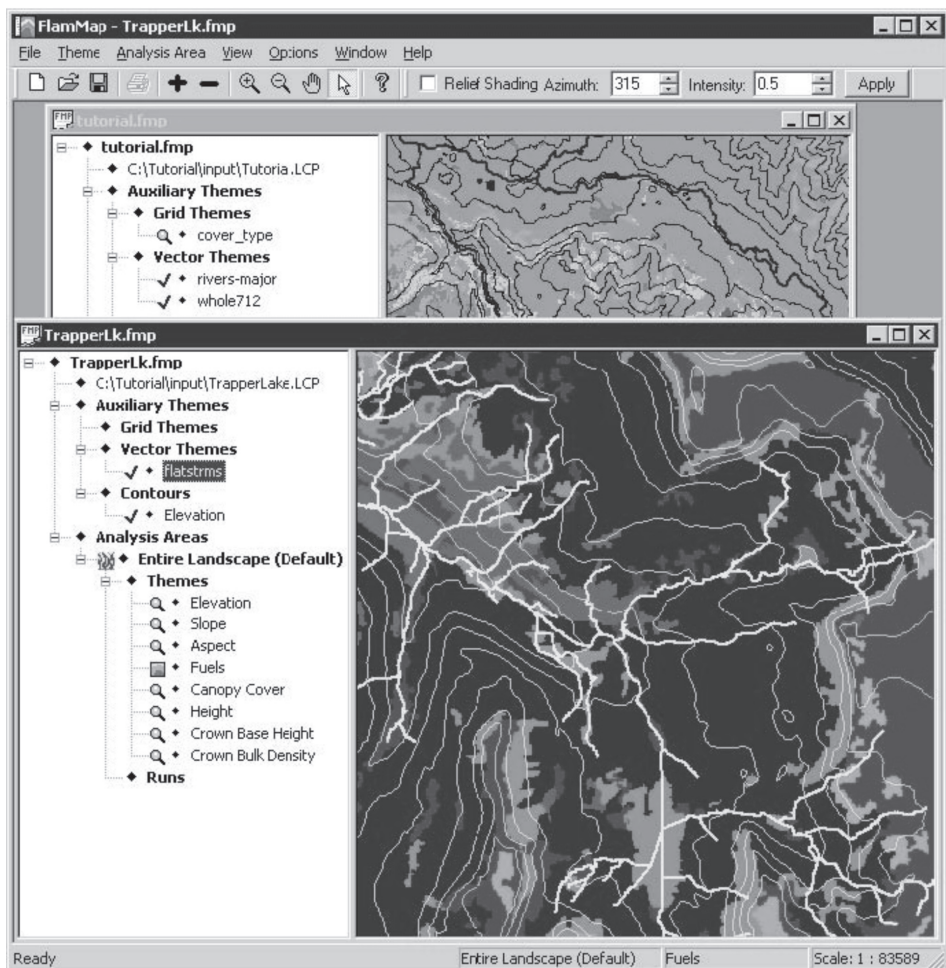 FlamMap - TrapperLk.fmp
File Theme Analysis Area View Options Window Help
Relief Shading Azimuth: 315 Intensity: 0.5 Apply
FMP tutorial.fmp
tutorial.fmp
C:\Tutorial\input\Tutoria.LCP
Auxiliary Themes
Grid Themes
cover_type
Vector Themes
rivers-major
whole712
FMP TrapperLk.fmp
TrapperLk.fmp
C:\Tutorial\input\TrapperLake.LCP
Auxiliary Themes
Grid Themes
Vector Themes
flatstrms
Contours
Elevation
Analysis Areas
Entire Landscape (Default)
Themes
Elevation
Slope
Aspect
Fuels
Canopy Cover
Height
Crown Base Height
Crown Bulk Density
Runs
Ready Entire Landscape (Default) Fuels Scale: 1 : 83589